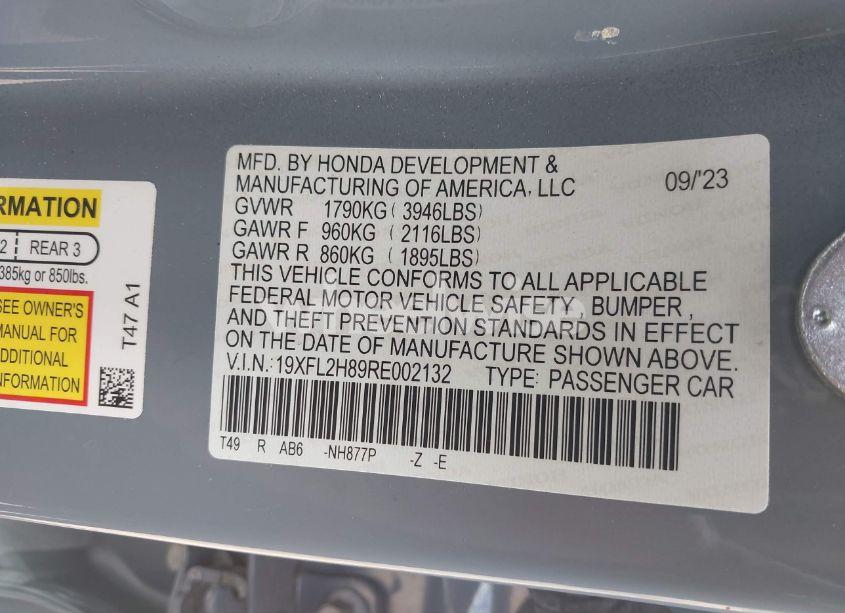 RMATION
2 REAR 3
385kg or 850lbs.
SEE OWNER'S
MANUAL FOR
ADDITIONAL
INFORMATION
T47 A1
MFD. BY HONDA DEVELOPMENT &
MANUFACTURING OF AMERICA, LLC 09/'23
GVWR 1790KG ( 3946LBS)
GAWR F 960KG ( 2116LBS)
GAWR R 860KG ( 1895LBS)
THIS VEHICLE CONFORMS TO ALL APPLICABLE
FEDERAL MOTOR VEHICLE SAFETY, BUMPER,
AND THEFT PREVENTION STANDARDS IN EFFECT
ON THE DATE OF MANUFACTURE SHOWN ABOVE.
V.I.N.: 19XFL2H89RE002132 TYPE: PASSENGER CAR
T49 R AB6 -NH877P -Z -E